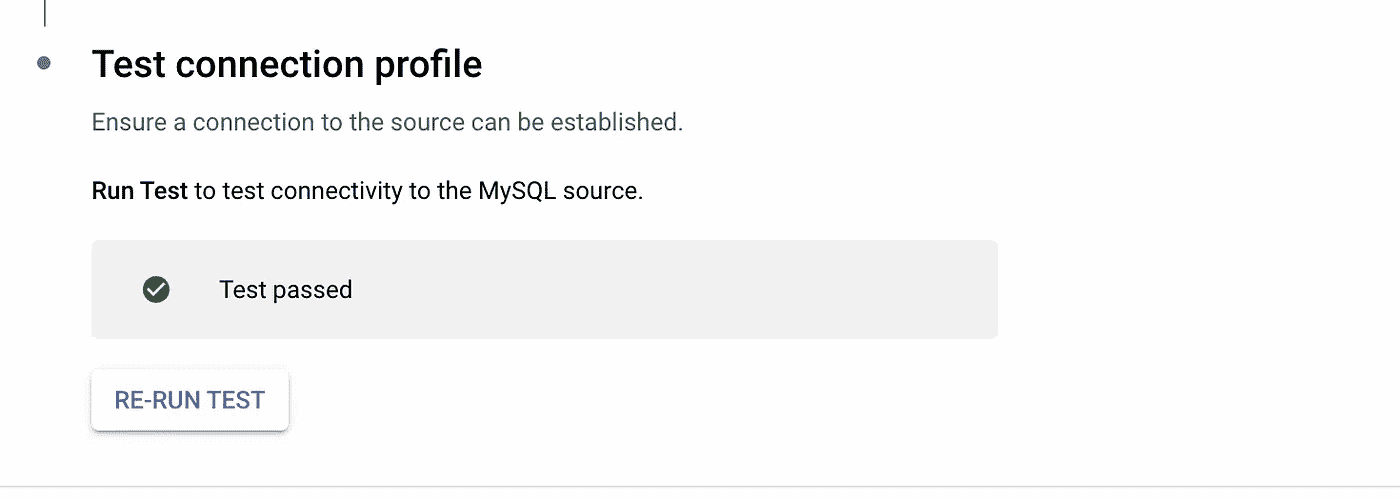 Test connection profile
Ensure a connection to the source can be established.
Run Test to test connectivity to the MySQL source.
Test passed
RE-RUN TEST